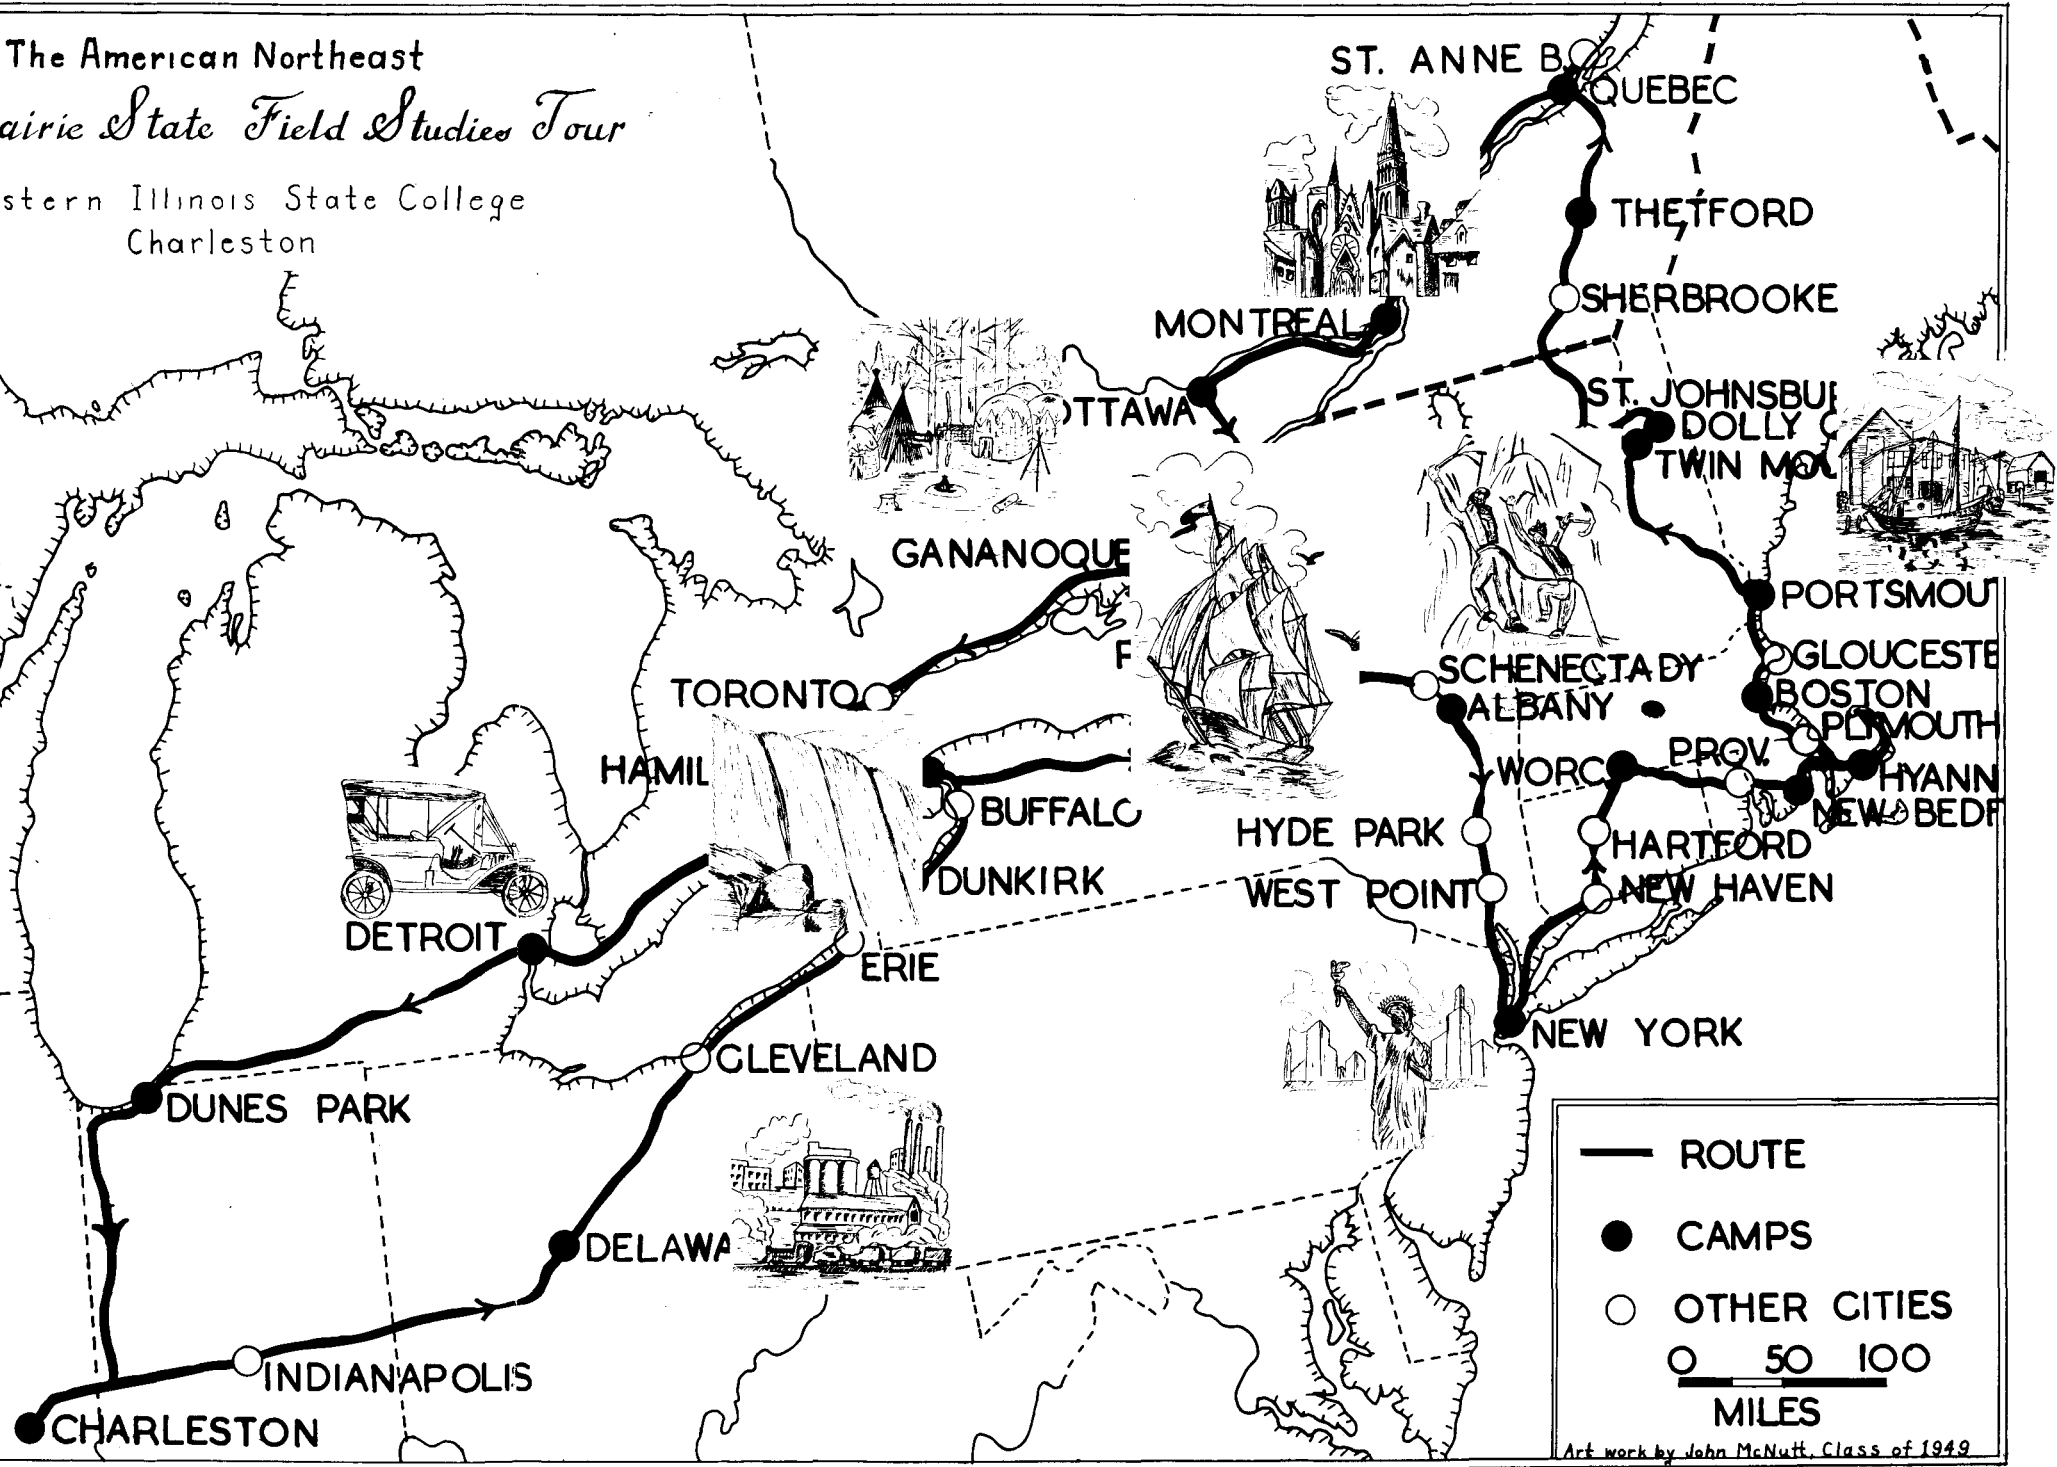 The American Northeast
airie State Field Studies Tour
stern Illinois State College
Charleston
ST. ANNE B.
QUEBEC
THETFORD
SHERBROOKE
MONTREAL
OTTAWA
ST. JOHNSBU
DOLLY
TWIN MOU
GANANOQUE
PORTSMOU
GLOUCESTE
TORONTO
SCHENECTADY
BOSTON
ALBANY
PLYMOUTH
PROV.
HAMIL
WORC
HYANN
BUFFALO
NEW BEDF
HYDE PARK
HARTFORD
DUNKIRK
WEST POINT
NEW HAVEN
DETROIT
ERIE
NEW YORK
CLEVELAND
DUNES PARK
DELAWA
INDIANAPOLIS
CHARLESTON
ROUTE
CAMPS
OTHER CITIES
0 50 100
MILES
Art work by John McNutt, Class of 1949